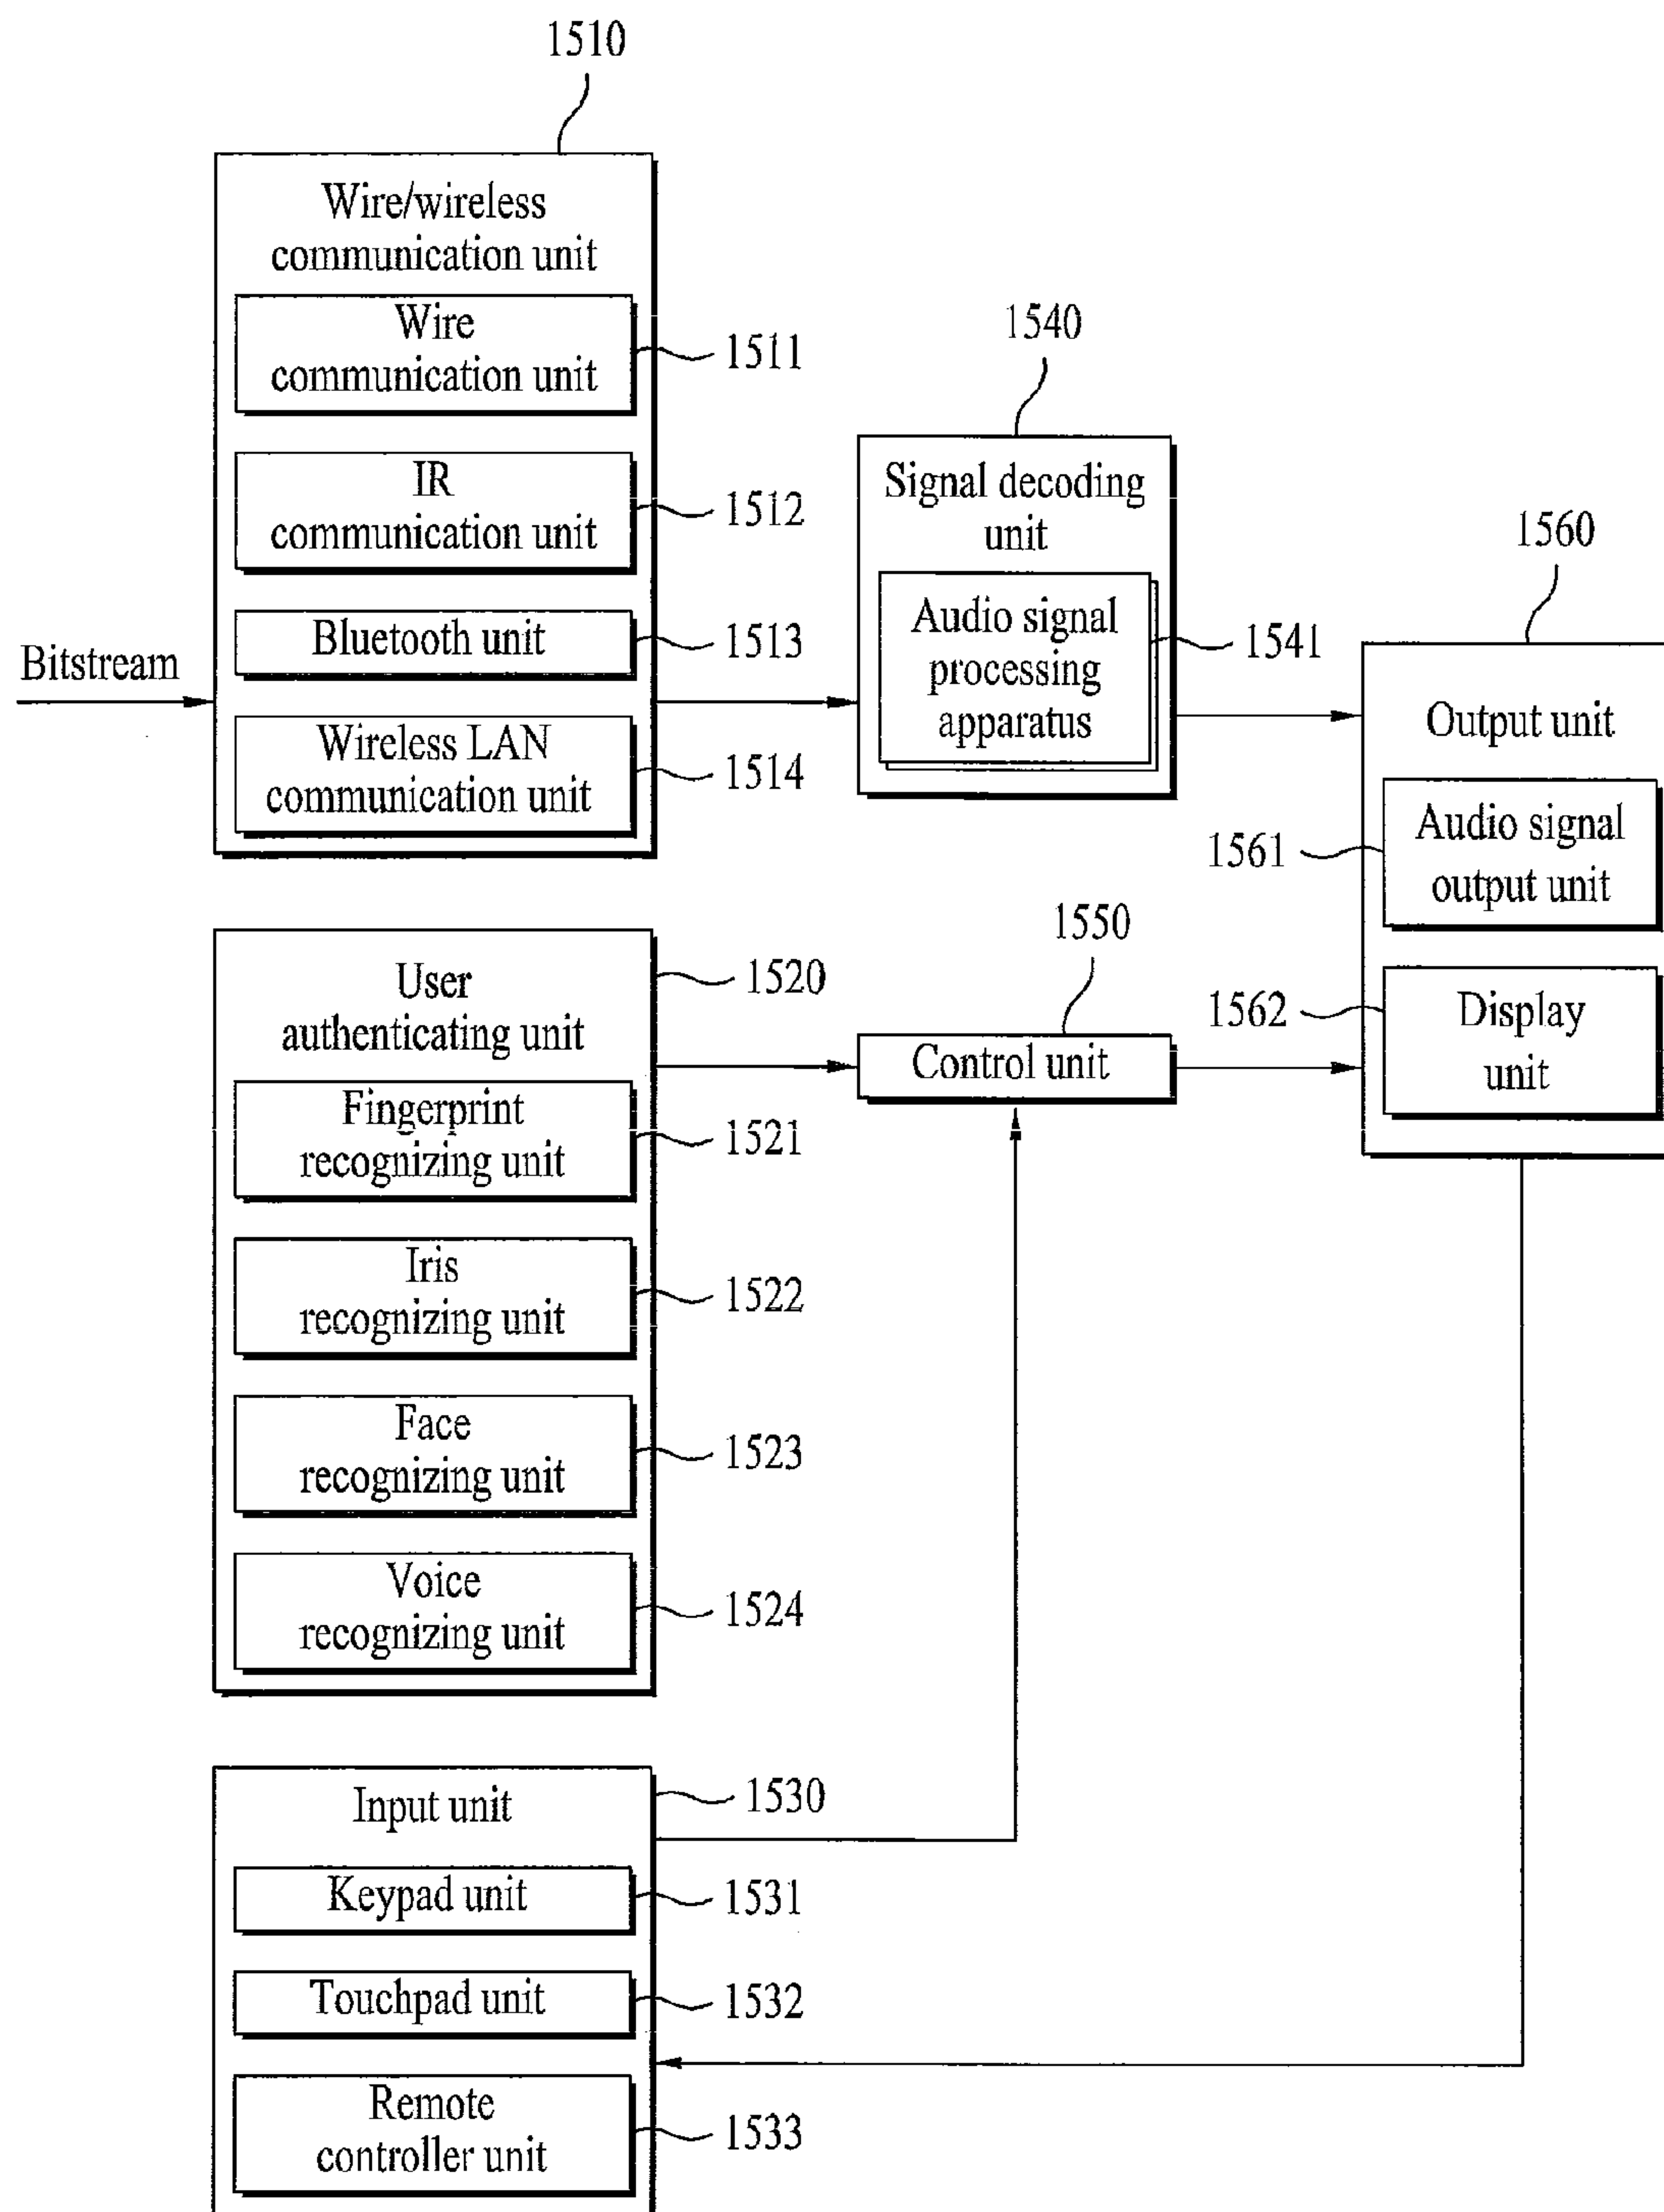 1510
Wire/wireless
communication unit
Wire
communication unit
1511
IR
communication unit
1512
Bluetooth unit
1513
Wireless LAN
communication unit
1514
Bitstream
1540
Signal decoding
unit
Audio signal
processing
apparatus
1541
1560
Output unit
Audio signal
output unit
1561
Display
unit
1562
User
authenticating unit
1520
Fingerprint
recognizing unit
1521
Iris
recognizing unit
1522
Face
recognizing unit
1523
Voice
recognizing unit
1524
1550
Control unit
Input unit
1530
Keypad unit
1531
Touchpad unit
1532
Remote
controller unit
1533